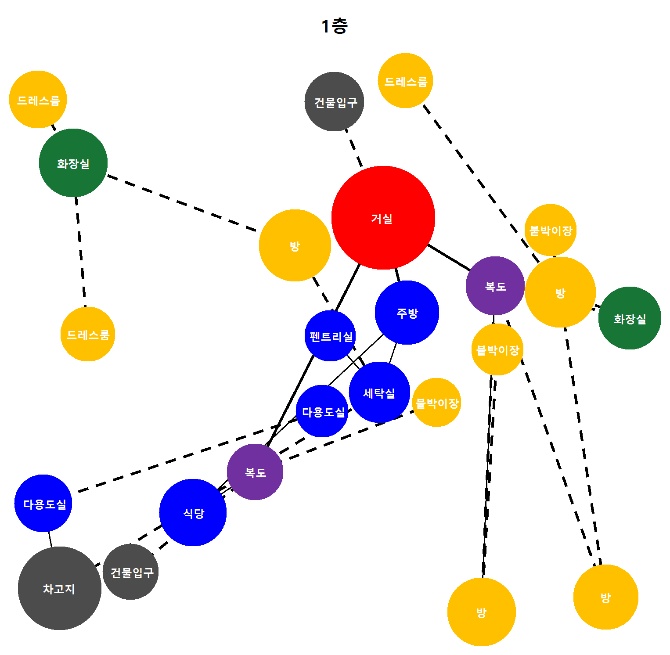 1층
드레스룸
드레스룸
건물입구
화장실
거실
붙박이장
방
복도
방
주방
화장실
드레스룸
펜트리실
붙박이장
세탁실
붙박이장
다용도실
복도
다용도실
식당
건물입구
차고지
방
방